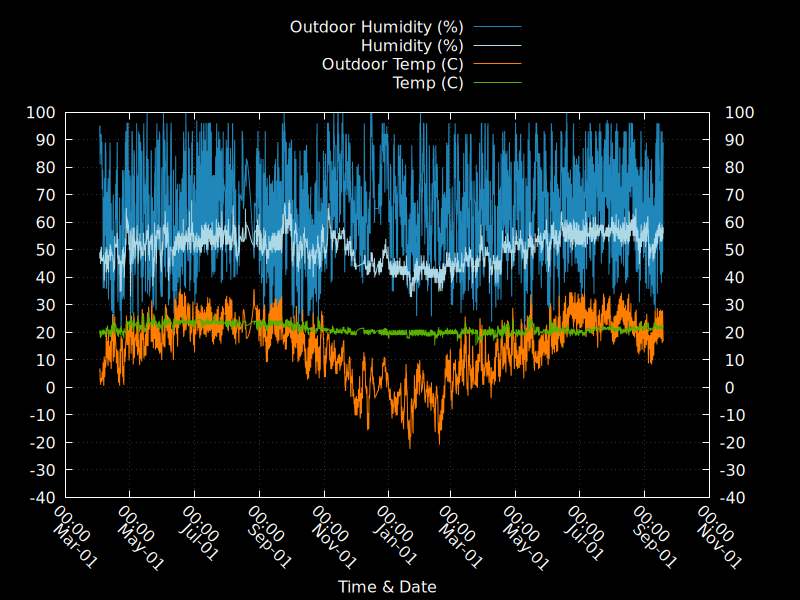 Outdoor Humidity (%)
Humidity (%)
Outdoor Temp (C)
Temp (C)
100 100
90 90
80 80
70 70
60 60
50 50
40 40
30 30
20 20
10 10
0 0
-10 -10
-20 -20
-30 -30
-40 -40
00:00 00:00 00:00 00:00 00:00 00:00 00:00 00:00 00:00 00:00 00:00
Mar-01 May-01 Jul-01 Sep-01 Nov-01 Jan-01 Mar-01 May-01 Jul-01 Sep-01 Nov-01
Time & Date